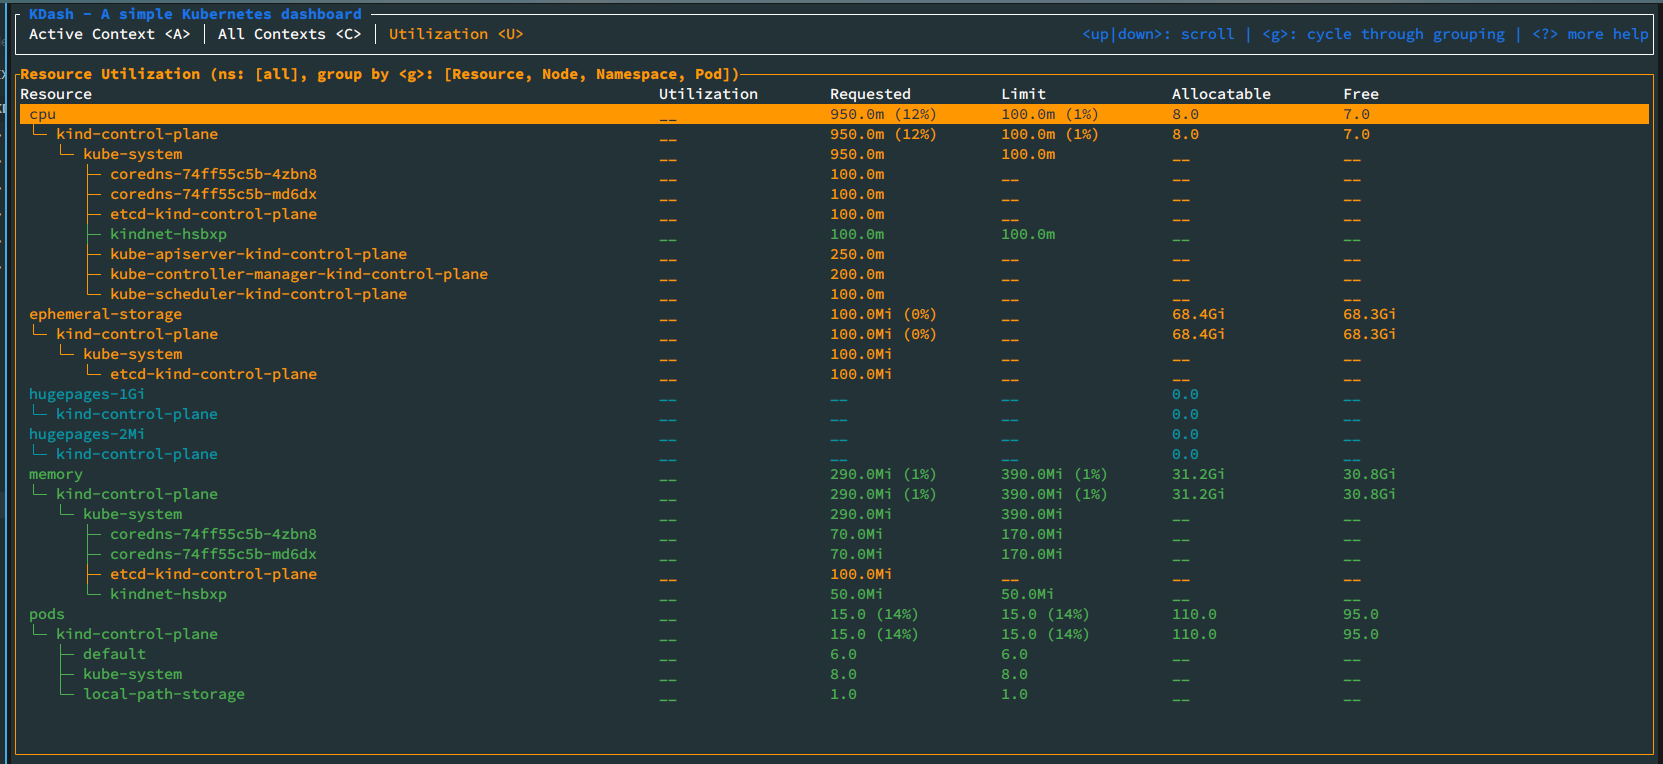 KDash - A simple Kubernetes dashboard
Active Context <A> │ All Contexts <C> │ Utilization <U> <up|down>: scroll | <g>: cycle through grouping | <?> more help
Resource Utilization (ns: [all], group by <g>: [Resource, Node, Namespace, Pod])
Resource Utilization Requested Limit Allocatable Free
cpu __ 950.0m (12%) 100.0m (1%) 8.0 7.0
└─ kind-control-plane __ 950.0m (12%) 100.0m (1%) 8.0 7.0
└─ kube-system __ 950.0m 100.0m __ __
├─ coredns-74ff55c5b-4zbn8 __ 100.0m __ __ __
├─ coredns-74ff55c5b-md6dx __ 100.0m __ __ __
├─ etcd-kind-control-plane __ 100.0m __ __ __
├─ kindnet-hsbxp __ 100.0m 100.0m __ __
├─ kube-apiserver-kind-control-plane __ 250.0m __ __ __
├─ kube-controller-manager-kind-control-plane __ 200.0m __ __ __
└─ kube-scheduler-kind-control-plane __ 100.0m __ __ __
ephemeral-storage __ 100.0Mi (0%) __ 68.4Gi 68.3Gi
└─ kind-control-plane __ 100.0Mi (0%) __ 68.4Gi 68.3Gi
└─ kube-system __ 100.0Mi __ __ __
└─ etcd-kind-control-plane __ 100.0Mi __ __ __
hugepages-1Gi __ __ __ 0.0 __
└─ kind-control-plane __ __ __ 0.0 __
hugepages-2Mi __ __ __ 0.0 __
└─ kind-control-plane __ __ __ 0.0 __
memory __ 290.0Mi (1%) 390.0Mi (1%) 31.2Gi 30.8Gi
└─ kind-control-plane __ 290.0Mi (1%) 390.0Mi (1%) 31.2Gi 30.8Gi
└─ kube-system __ 290.0Mi 390.0Mi __ __
├─ coredns-74ff55c5b-4zbn8 __ 70.0Mi 170.0Mi __ __
├─ coredns-74ff55c5b-md6dx __ 70.0Mi 170.0Mi __ __
├─ etcd-kind-control-plane __ 100.0Mi __ __ __
└─ kindnet-hsbxp __ 50.0Mi 50.0Mi __ __
pods __ 15.0 (14%) 15.0 (14%) 110.0 95.0
└─ kind-control-plane __ 15.0 (14%) 15.0 (14%) 110.0 95.0
├─ default __ 6.0 6.0 __ __
├─ kube-system __ 8.0 8.0 __ __
└─ local-path-storage __ 1.0 1.0 __ __